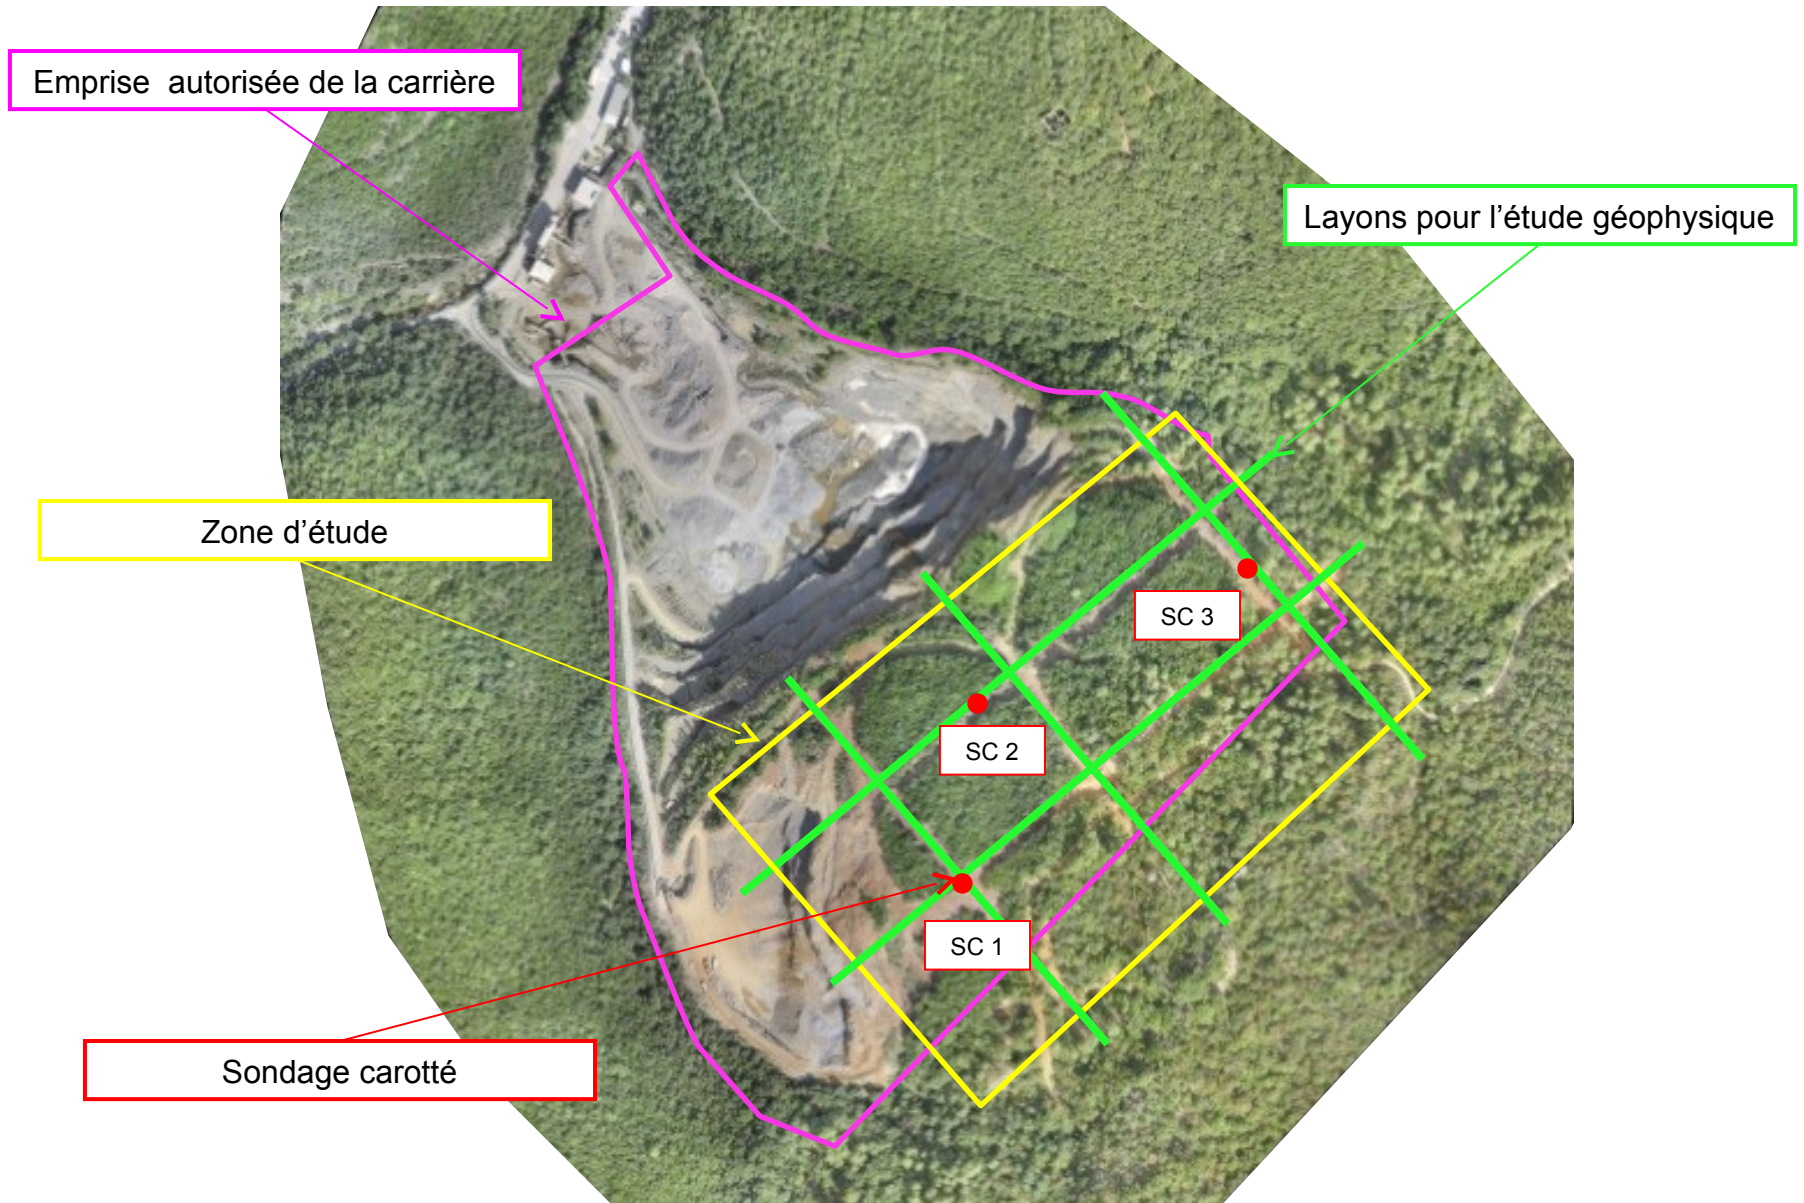 Emprise  autorisée de la carrière
Layons pour l'étude géophysique
Zone d'étude
SC 3
SC 2
SC 1
Sondage carotté